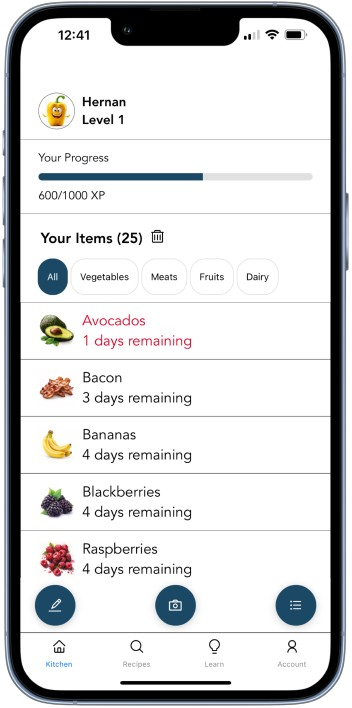 12:41
Hernan
Level 1
Your Progress
600/1000 XP
Your Items (25)
All Vegetables Meats Fruits Dairy
Avocados
1 days remaining
Bacon
3 days remaining
Bananas
4 days remaining
Blackberries
4 days remaining
Raspberries
4 days remaining
Kitchen Recipes Learn Account